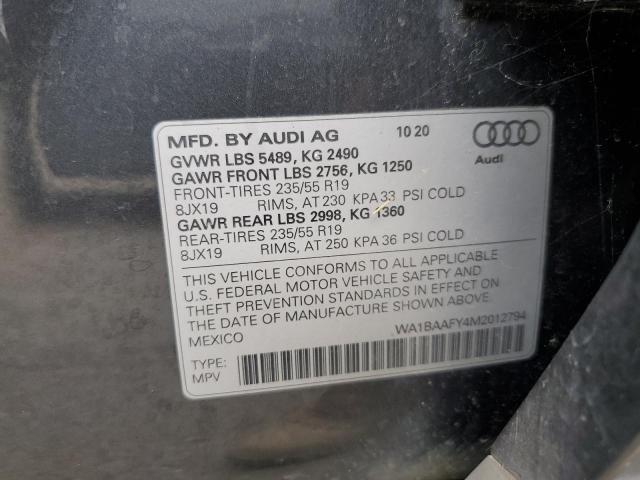 MFD. BY AUDI AG 10 20
GVWR LBS 5489, KG 2490
GAWR FRONT LBS 2756, KG 1250
FRONT-TIRES 235/55 R19
8JX19 RIMS, AT 230 KPA 33 PSI COLD
GAWR REAR LBS 2998, KG 1360
REAR-TIRES 235/55 R19
8JX19 RIMS, AT 250 KPA 36 PSI COLD
Audi
THIS VEHICLE CONFORMS TO ALL APPLICABLE
U.S. FEDERAL MOTOR VEHICLE SAFETY AND
THEFT PREVENTION STANDARDS IN EFFECT ON
THE DATE OF MANUFACTURE SHOWN ABOVE.
MEXICO WA1BAAFY4M2012794
TYPE:
MPV